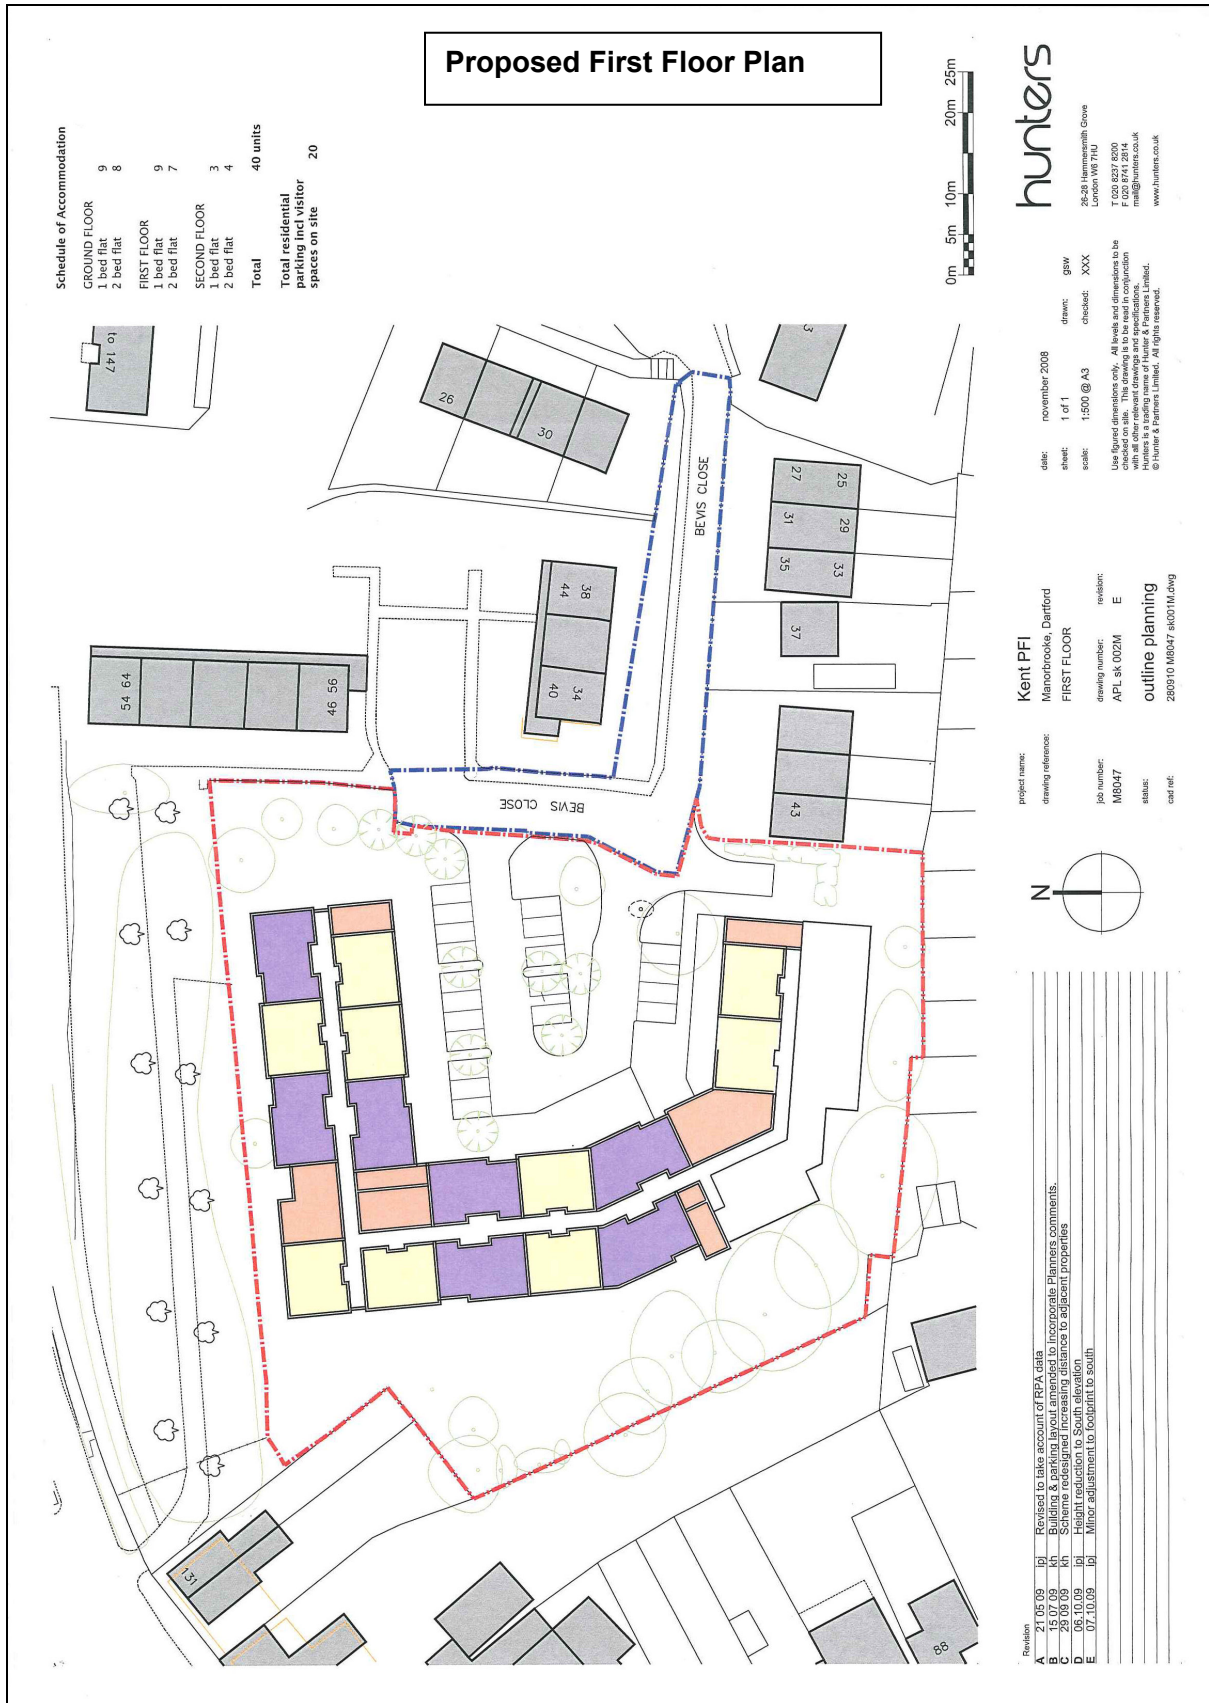 Proposed First Floor Plan
Schedule of Accommodation
GROUND FLOOR
1 bed flat 9
2 bed flat 8
FIRST FLOOR
1 bed flat 9
2 bed flat 7
SECOND FLOOR
1 bed flat 3
2 bed flat 4
Total 40 units
Total residential
parking incl visitor
spaces on site 20
0m 5m 10m 20m 25m
to 147
26
30
BEVIS CLOSE
3
27 25
31 29
35 33
37
43
38
44
34
40
54 64
46 56
BEVIS CLOSE
131
88
N
hunters
26-28 Hammersmith Grove
London W6 7HU
T 020 8237 8200
F 020 8741 2814
mail@hunters.co.uk
www.hunters.co.uk
date: november 2008 drawn: gsw
sheet: 1 of 1 checked: XXX
scale: 1:500 @ A3
Use figured dimensions only. All levels and dimensions to be
checked on site. This drawing is to be read in conjunction
with all other relevant drawings and specifications.
Hunters is a trading name of Hunter & Partners Limited.
© Hunter & Partners Limited. All rights reserved.
project name: Kent PFI
Manorbrooke, Dartford
drawing reference: FIRST FLOOR
job number: drawing number: revision:
M8047 APL sk 002M E
status: outline planning
cad ref: 280910 M8047 sk001M.dwg
Revision
A 21 05 09 ipj Revised to take account of RPA data
B 15 07 09 kh Building & parking layout amended to incorporate Planners comments.
C 29 09 09 kh Scheme redesigned increasing distance to adjacent properties
D 06.10.09 ipj Height reduction to South elevation
E 07.10.09 ipj Minor adjustment to footprint to south